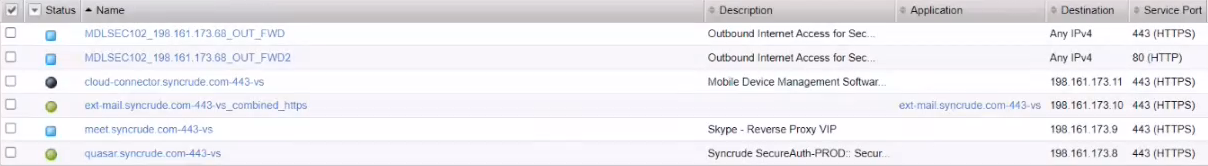 Status Name Description Application Destination Service Port
MDLSEC102_198.161.173.68_OUT_FWD Outbound Internet Access for Sec... Any IPv4 443 (HTTPS)
MDLSEC102_198.161.173.68_OUT_FWD2 Outbound Internet Access for Sec... Any IPv4 80 (HTTP)
cloud-connector.syncrude.com-443-vs Mobile Device Management Softwar... 198.161.173.11 443 (HTTPS)
ext-mail.syncrude.com-443-vs_combined_https ext-mail.syncrude.com-443-vs 198.161.173.10 443 (HTTPS)
meet.syncrude.com-443-vs Skype - Reverse Proxy VIP 198.161.173.9 443 (HTTPS)
quasar.syncrude.com-443-vs Syncrude SecureAuth-PROD:: Secur... 198.161.173.8 443 (HTTPS)